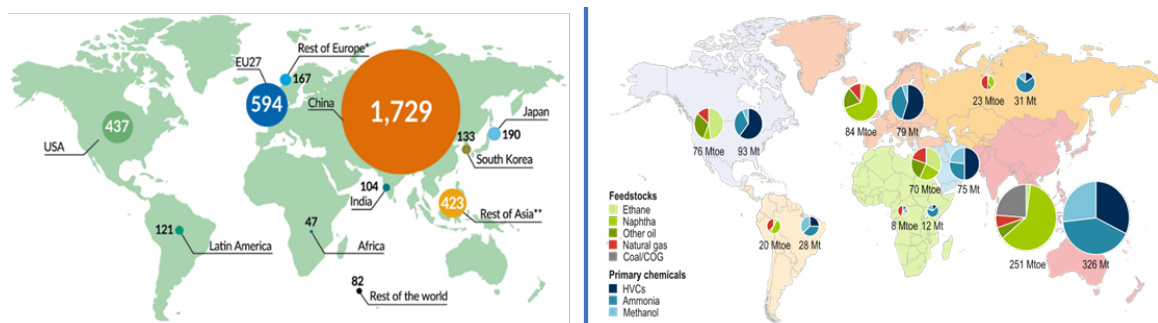 Rest of Europe*
167
EU27
594
China
1,729
437
USA
Japan
190
133
South Korea
104
India
423
Rest of Asia**
47
Africa
121
Latin America
82
Rest of the world
23 Mtoe
31 Mt
84 Mtoe
79 Mt
76 Mtoe
93 Mt
70 Mtoe
75 Mt
8 Mtoe
12 Mt
20 Mtoe
28 Mt
251 Mtoe
326 Mt
Feedstocks
Ethane
Naphtha
Other oil
Natural gas
Coal/COG
Primary chemicals
HVCs
Ammonia
Methanol